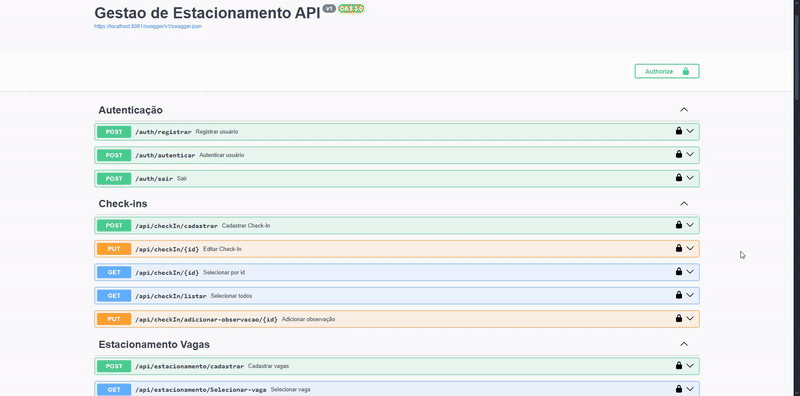 Gestao de Estacionamento API v1 OAS 3.0
https://localhost:8081/swagger/v1/swagger.json
Authorize
Autenticação
POST /auth/registrar Registrar usuário
POST /auth/autenticar Autenticar usuário
POST /auth/sair Sair
Check-ins
POST /api/checkIn/cadastrar Cadastrar Check-In
PUT /api/checkIn/{id} Editar Check-In
GET /api/checkIn/{id} Selecionar por id
GET /api/checkIn/listar Selecionar todos
PUT /api/checkIn/adicionar-observacao/{id} Adicionar observação
Estacionamento Vagas
POST /api/estacionamento/cadastrar Cadastrar vagas
GET /api/estacionamento/Selecionar-vaga Selecionar vaga